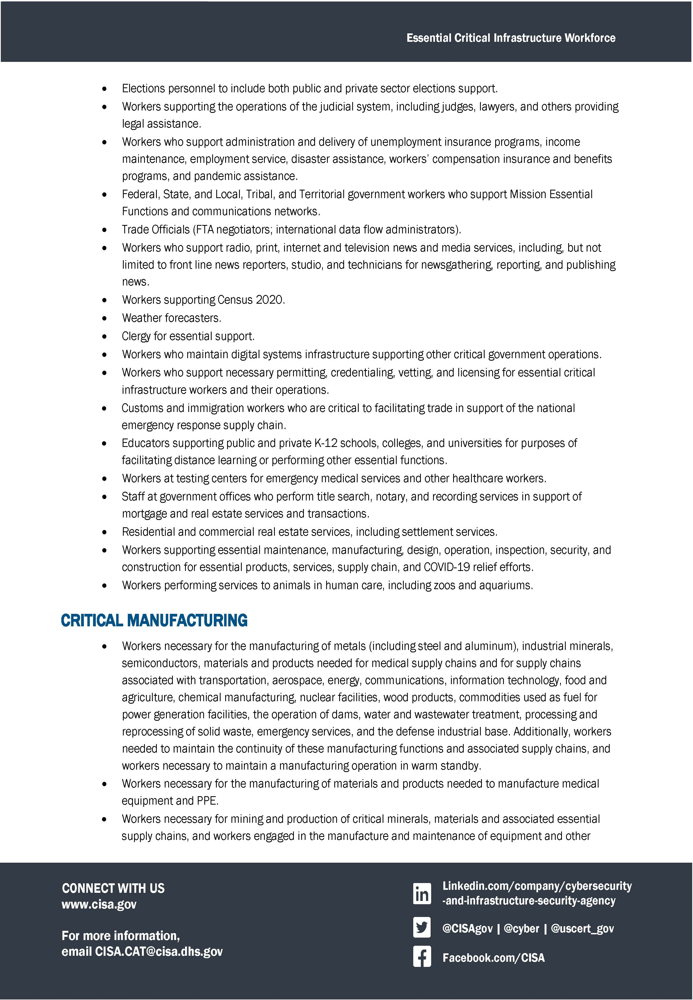 Essential Critical Infrastructure Workforce
• Elections personnel to include both public and private sector elections support.
• Workers supporting the operations of the judicial system, including judges, lawyers, and others providing
legal assistance.
• Workers who support administration and delivery of unemployment insurance programs, income
maintenance, employment service, disaster assistance, workers’ compensation insurance and benefits
programs, and pandemic assistance.
• Federal, State, and Local, Tribal, and Territorial government workers who support Mission Essential
Functions and communications networks.
• Trade Officials (FTA negotiators; international data flow administrators).
• Workers who support radio, print, internet and television news and media services, including, but not
limited to front line news reporters, studio, and technicians for newsgathering, reporting, and publishing
news.
• Workers supporting Census 2020.
• Weather forecasters.
• Clergy for essential support.
• Workers who maintain digital systems infrastructure supporting other critical government operations.
• Workers who support necessary permitting, credentialing, vetting, and licensing for essential critical
infrastructure workers and their operations.
• Customs and immigration workers who are critical to facilitating trade in support of the national
emergency response supply chain.
• Educators supporting public and private K-12 schools, colleges, and universities for purposes of
facilitating distance learning or performing other essential functions.
• Workers at testing centers for emergency medical services and other healthcare workers.
• Staff at government offices who perform title search, notary, and recording services in support of
mortgage and real estate services and transactions.
• Residential and commercial real estate services, including settlement services.
• Workers supporting essential maintenance, manufacturing, design, operation, inspection, security, and
construction for essential products, services, supply chain, and COVID-19 relief efforts.
• Workers performing services to animals in human care, including zoos and aquariums.
CRITICAL MANUFACTURING
• Workers necessary for the manufacturing of metals (including steel and aluminum), industrial minerals,
semiconductors, materials and products needed for medical supply chains and for supply chains
associated with transportation, aerospace, energy, communications, information technology, food and
agriculture, chemical manufacturing, nuclear facilities, wood products, commodities used as fuel for
power generation facilities, the operation of dams, water and wastewater treatment, processing and
reprocessing of solid waste, emergency services, and the defense industrial base. Additionally, workers
needed to maintain the continuity of these manufacturing functions and associated supply chains, and
workers necessary to maintain a manufacturing operation in warm standby.
• Workers necessary for the manufacturing of materials and products needed to manufacture medical
equipment and PPE.
• Workers necessary for mining and production of critical minerals, materials and associated essential
supply chains, and workers engaged in the manufacture and maintenance of equipment and other
CONNECT WITH US
www.cisa.gov
For more information,
email CISA.CAT@cisa.dhs.gov
in
Linkedin.com/company/cybersecurity
-and-infrastructure-security-agency
@CISAgov | @cyber | @uscert_gov
f
Facebook.com/CISA